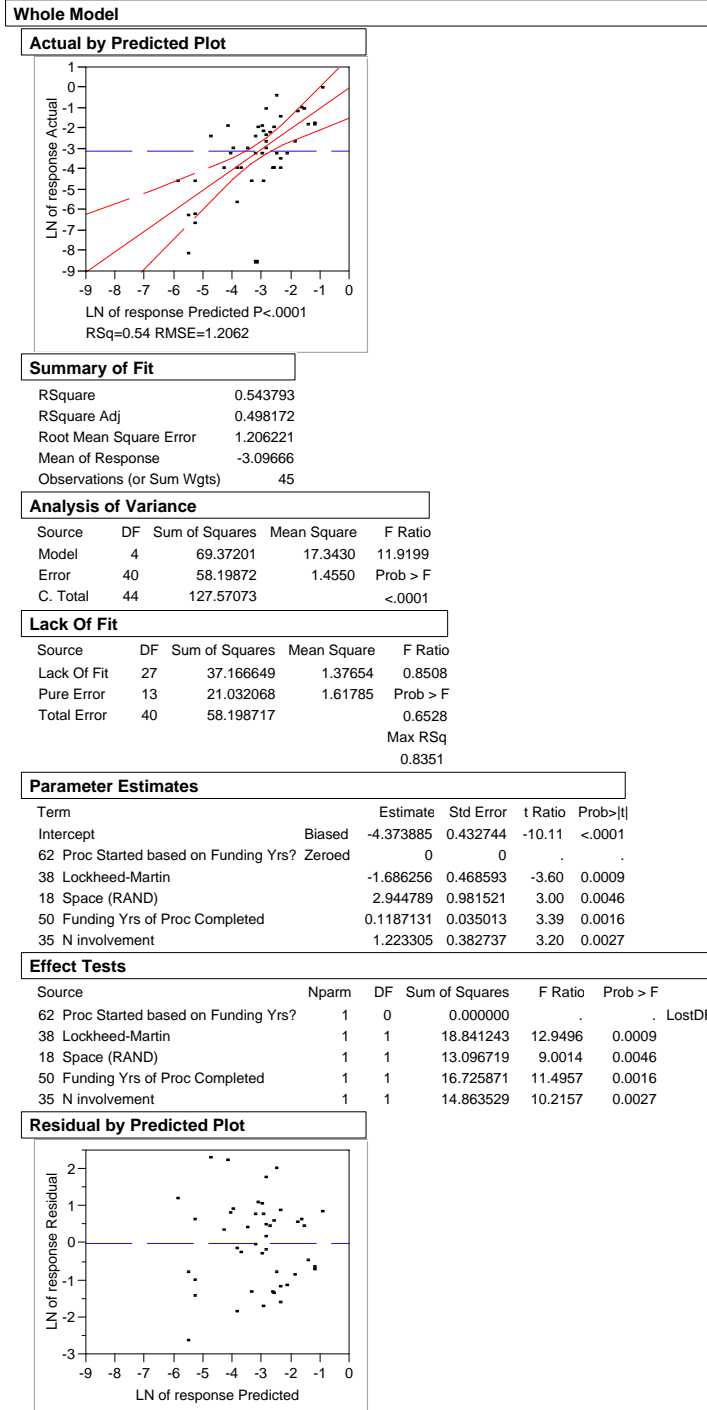 Whole Model
Actual by Predicted Plot
1
0
-1
-2
-3
-4
-5
-6
-7
-8
-9
LN of response Actual
-9 -8 -7 -6 -5 -4 -3 -2 -1 0
LN of response Predicted P<.0001
RSq=0.54 RMSE=1.2062
Summary of Fit
RSquare 0.543793
RSquare Adj 0.498172
Root Mean Square Error 1.206221
Mean of Response -3.09666
Observations (or Sum Wgts) 45
Analysis of Variance
Source DF Sum of Squares Mean Square F Ratio
Model 4 69.37201 17.3430 11.9199
Error 40 58.19872 1.4550 Prob > F
C. Total 44 127.57073 <.0001
Lack Of Fit
Source DF Sum of Squares Mean Square F Ratio
Lack Of Fit 27 37.166649 1.37654 0.8508
Pure Error 13 21.032068 1.61785 Prob > F
Total Error 40 58.198717 0.6528
Max RSq
0.8351
Parameter Estimates
Term Estimate Std Error t Ratio Prob>|t|
Intercept Biased -4.373885 0.432744 -10.11 <.0001
62 Proc Started based on Funding Yrs? Zeroed 0 0 . .
38 Lockheed-Martin -1.686256 0.468593 -3.60 0.0009
18 Space (RAND) 2.944789 0.981521 3.00 0.0046
50 Funding Yrs of Proc Completed 0.1187131 0.035013 3.39 0.0016
35 N involvement 1.223305 0.382737 3.20 0.0027
Effect Tests
Source Nparm DF Sum of Squares F Ratio Prob > F
62 Proc Started based on Funding Yrs? 1 0 0.000000 . . LostDF
38 Lockheed-Martin 1 1 18.841243 12.9496 0.0009
18 Space (RAND) 1 1 13.096719 9.0014 0.0046
50 Funding Yrs of Proc Completed 1 1 16.725871 11.4957 0.0016
35 N involvement 1 1 14.863529 10.2157 0.0027
Residual by Predicted Plot
2
1
0
-1
-2
-3
LN of response Residual
-9 -8 -7 -6 -5 -4 -3 -2 -1 0
LN of response Predicted